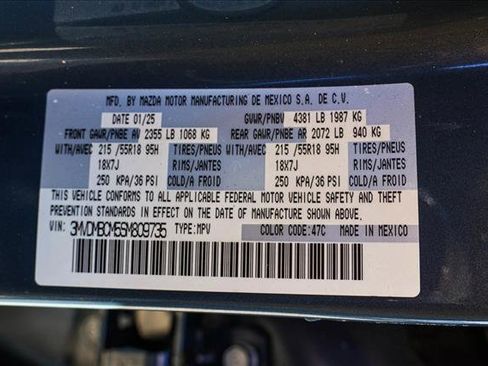 MFD. BY MAZDA MOTOR MANUFACTURING DE MEXICO S.A. DE C.V.
DATE 01/25 GVWR/PNBV 4381 LB 1987 KG
FRONT GAWR/PNBE AV 2355 LB 1068 KG REAR GAWR/PNBE AR 2072 LB 940 KG
WITH/AVEC 215 /55R18 95H TIRES/PNEUS WITH/AVEC 215 /55R18 95H TIRES/PNEUS
18X7J RIMS/JANTES 18X7J RIMS/JANTES
250 KPA/36 PSI COLD/A FROID 250 KPA/36 PSI COLD/A FROID
THIS VEHICLE CONFORMS TO ALL APPLICABLE FEDERAL MOTOR VEHICLE SAFETY AND THEFT
PREVENTION STANDARDS IN EFFECT ON THE DATE OF MANUFACTURE SHOWN ABOVE.
VIN: 3MVDMBCM5SM809735 TYPE:MPV COLOR CODE:47C MADE IN MEXICO